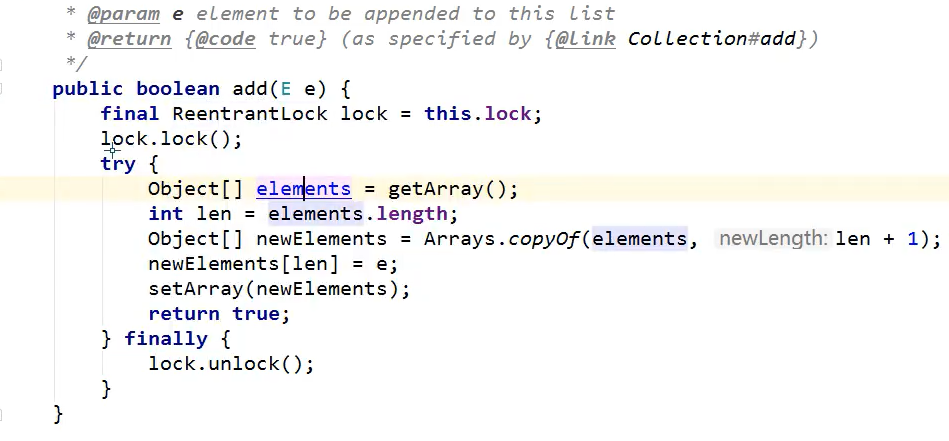 * @param e element to be appended to this list
* @return {@code true} (as specified by {@link Collection#add})
*/
public boolean add(E e) {
final ReentrantLock lock = this.lock;
lock.lock();
try {
Object[] elements = getArray();
int len = elements.length;
Object[] newElements = Arrays.copyOf(elements, newLength: len + 1);
newElements[len] = e;
setArray(newElements);
return true;
} finally {
lock.unlock();
}
}